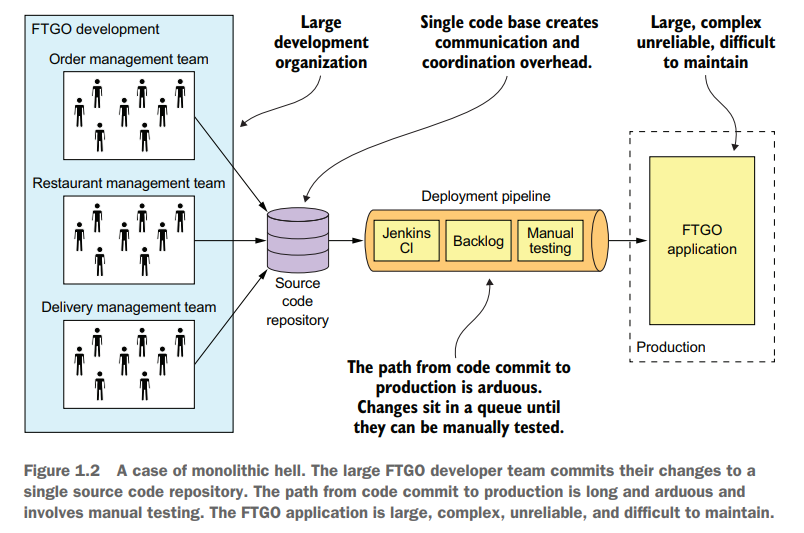 FTGO development
Large
development
organization
Single code base creates
communication and
coordination overhead.
Large, complex
unreliable, difficult
to maintain
Order management team
Restaurant management team
Delivery management team
Source
code
repository
Deployment pipeline
Jenkins
CI
Backlog
Manual
testing
FTGO
application
Production
The path from code commit to
production is arduous.
Changes sit in a queue until
they can be manually tested.
Figure 1.2 A case of monolithic hell. The large FTGO developer team commits their changes to a
single source code repository. The path from code commit to production is long and arduous and
involves manual testing. The FTGO application is large, complex, unreliable, and difficult to maintain.